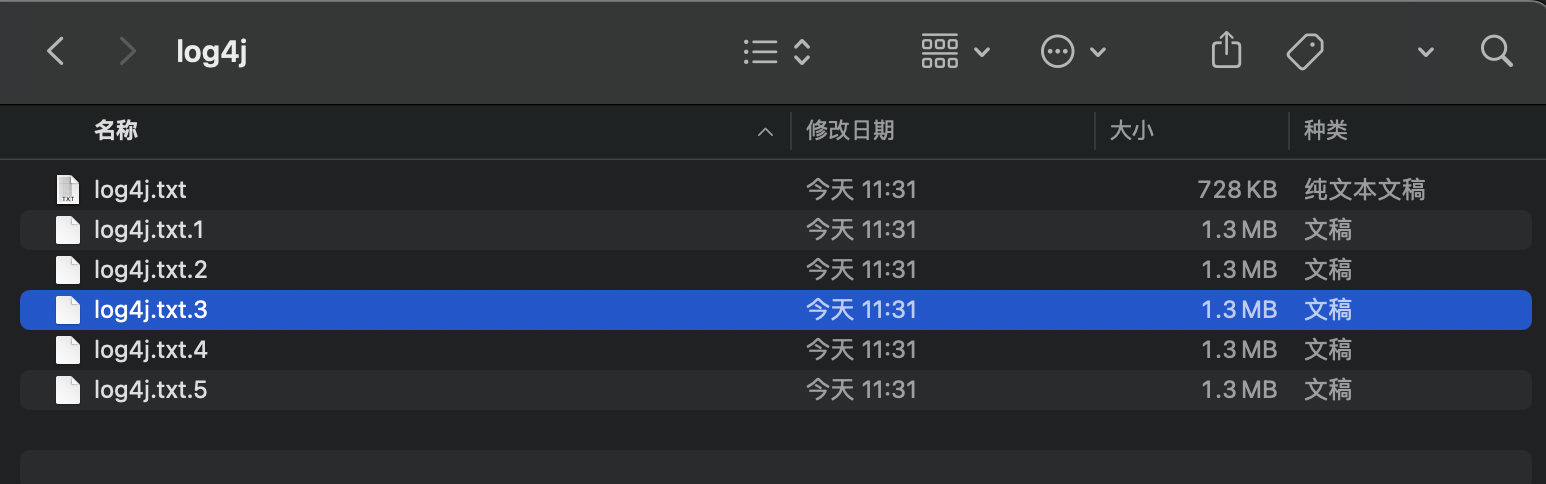 log4j
名称 修改日期 大小 种类
log4j.txt 今天 11:31 728 KB 纯文本文稿
log4j.txt.1 今天 11:31 1.3 MB 文稿
log4j.txt.2 今天 11:31 1.3 MB 文稿
log4j.txt.3 今天 11:31 1.3 MB 文稿
log4j.txt.4 今天 11:31 1.3 MB 文稿
log4j.txt.5 今天 11:31 1.3 MB 文稿